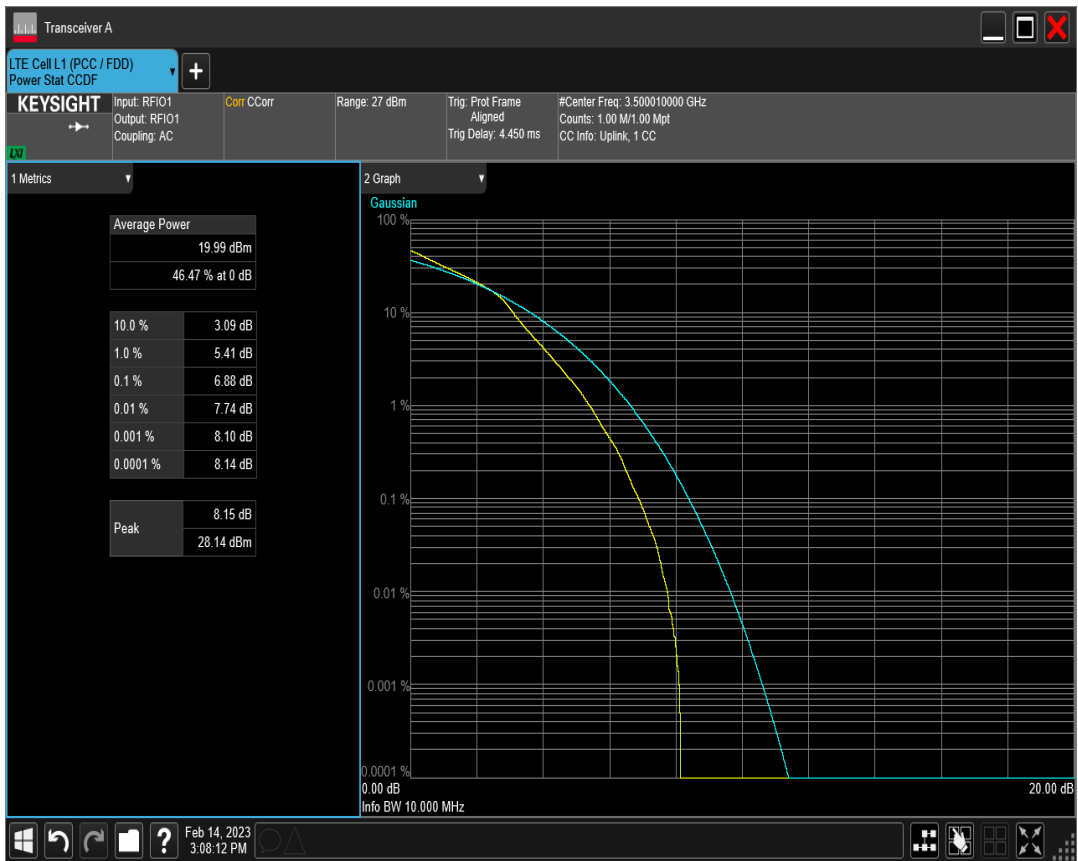 Transceiver A
LTE Cell L1 (PCC / FDD)
Power Stat CCDF
KEYSIGHT
LXI
Input: RFIO1
Output: RFIO1
Coupling: AC
Corr CCorr
Range: 27 dBm
Trig: Prot Frame
Aligned
Trig Delay: 4.450 ms
#Center Freq: 3.500010000 GHz
Counts: 1.00 M/1.00 Mpt
CC Info: Uplink, 1 CC
1 Metrics
Average Power
19.99 dBm
46.47 % at 0 dB
10.0 % 3.09 dB
1.0 % 5.41 dB
0.1 % 6.88 dB
0.01 % 7.74 dB
0.001 % 8.10 dB
0.0001 % 8.14 dB
Peak
8.15 dB
28.14 dBm
2 Graph
Gaussian
100 %
10 %
1 %
0.1 %
0.01 %
0.001 %
0.0001 %
0.00 dB 20.00 dB
Info BW 10.000 MHz
? Feb 14, 2023
3:08:12 PM